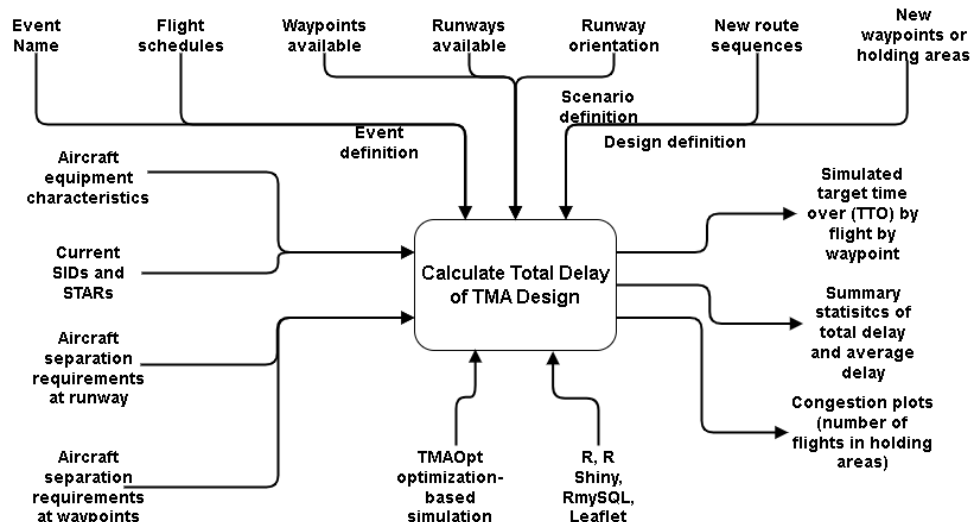 Event
Name
Flight
schedules
Waypoints
available
Runways
available
Runway
orientation
New route
sequences
New
waypoints or
holding areas
Event
definition
Scenario
definition
Design definition
Aircraft
equipment
characteristics
Current
SIDs and
STARs
Aircraft
separation
requirements
at runway
Aircraft
separation
requirements
at waypoints
Calculate Total Delay
of TMA Design
TMAOpt
optimization-
based
simulation
R, R
Shiny,
RmySQL,
Leaflet
Simulated
target time
over (TTO) by
flight by
waypoint
Summary
statisitcs of
total delay
and average
delay
Congestion plots
(number of
flights in holding
areas)